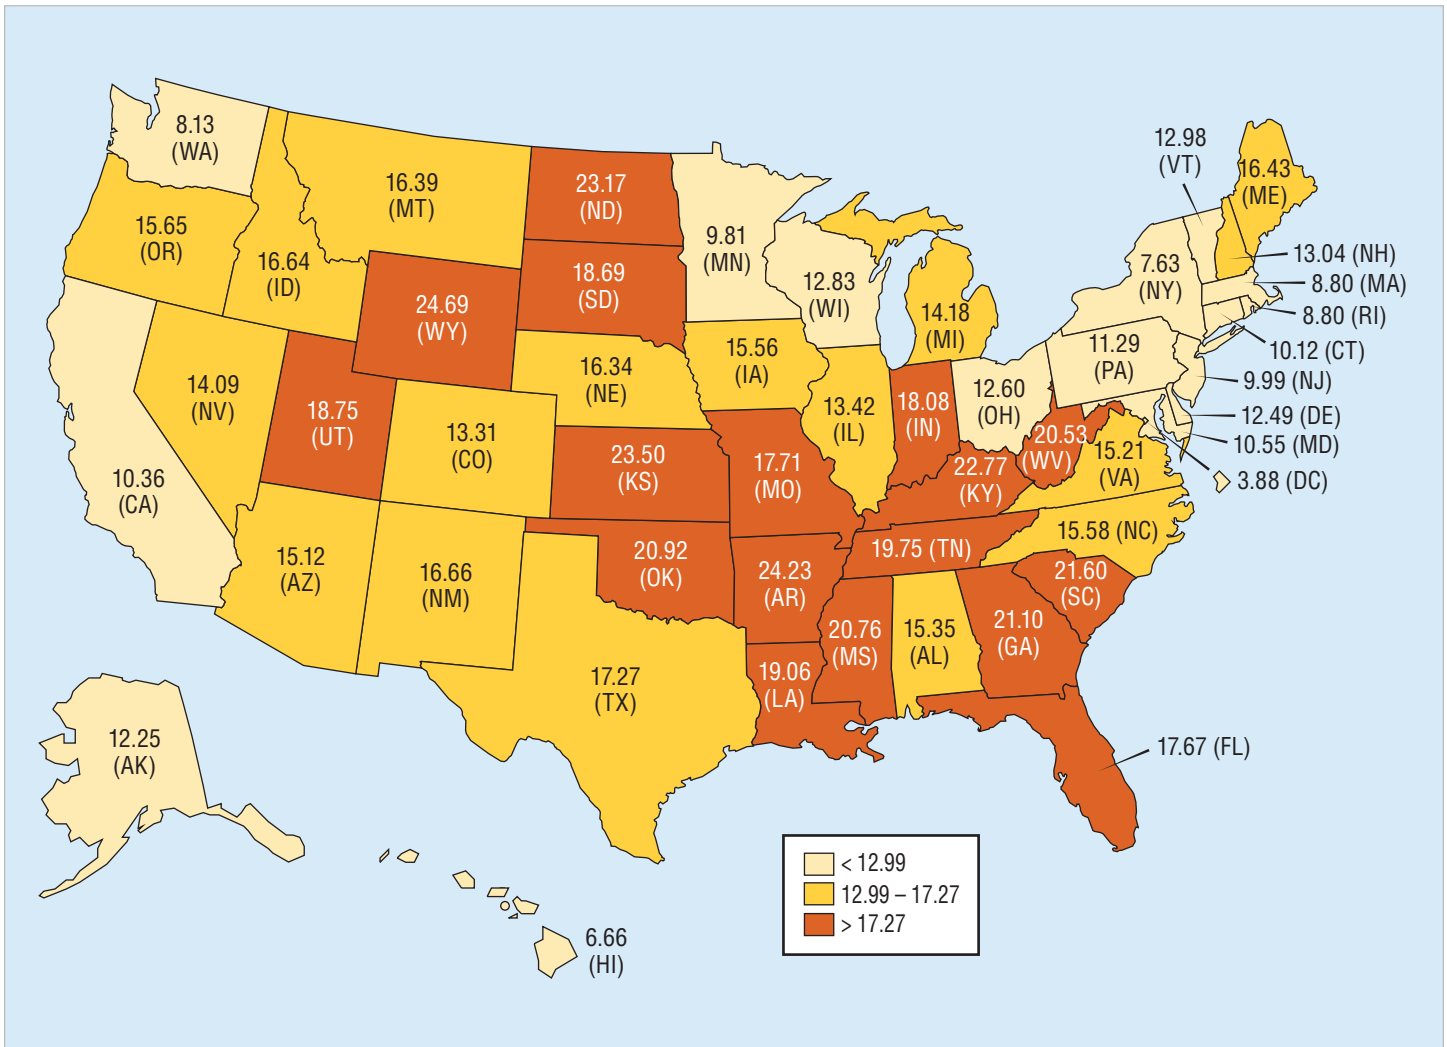 8.13
(WA)
15.65
(OR)
16.64
(ID)
16.39
(MT)
23.17
(ND)
9.81
(MN)
12.98
(VT)
16.43
(ME)
18.69
(SD)
24.69
(WY)
12.83
(WI)
14.18
(MI)
7.63
(NY)
13.04 (NH)
8.80 (MA)
8.80 (RI)
10.12 (CT)
9.99 (NJ)
12.49 (DE)
10.55 (MD)
3.88 (DC)
14.09
(NV)
18.75
(UT)
16.34
(NE)
15.56
(IA)
11.29
(PA)
10.36
(CA)
13.31
(CO)
23.50
(KS)
17.71
(MO)
13.42
(IL)
18.08
(IN)
12.60
(OH)
20.53
(WV)
22.77
(KY)
15.21
(VA)
15.12
(AZ)
16.66
(NM)
20.92
(OK)
24.23
(AR)
19.75 (TN)
15.58 (NC)
21.60
(SC)
17.27
(TX)
19.06
(LA)
20.76
(MS)
15.35
(AL)
21.10
(GA)
17.67 (FL)
12.25
(AK)
6.66
(HI)
< 12.99
12.99 – 17.27
> 17.27